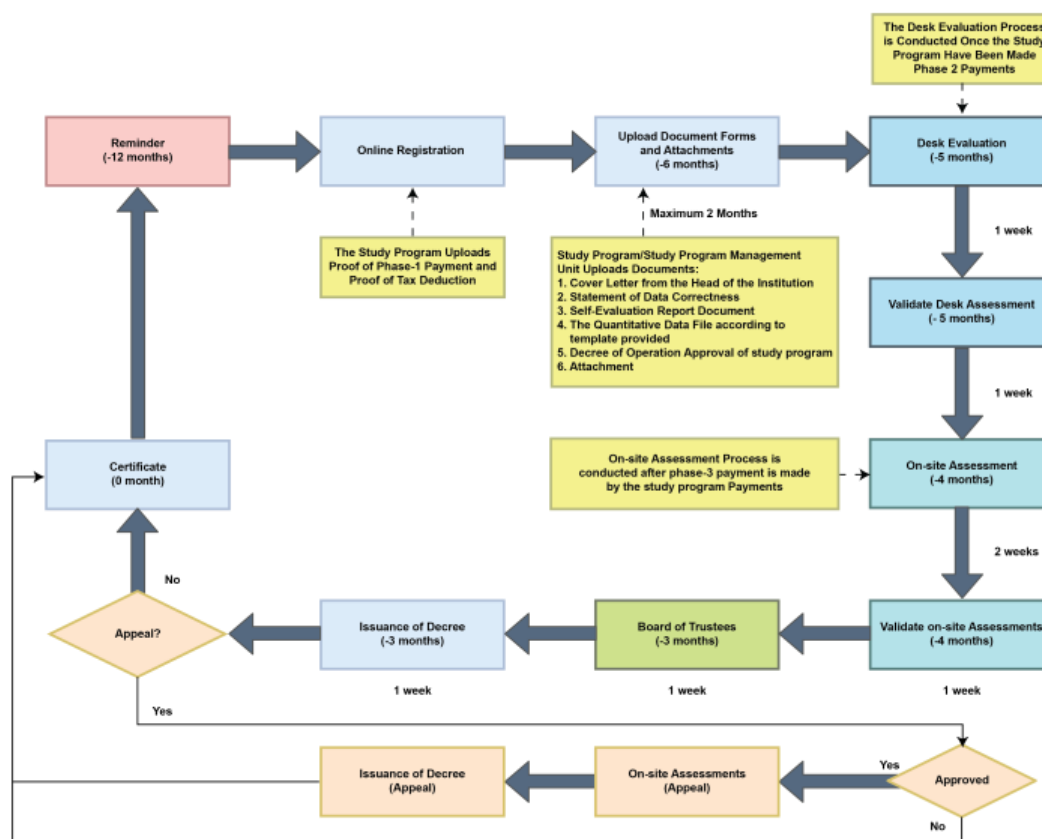 The Desk Evaluation Process
is Conducted Once the Study
Program Have Been Made
Phase 2 Payments
Reminder
(-12 months)
Online Registration
Upload Document Forms
and Attachments
(-6 months)
Desk Evaluation
(-5 months)
Maximum 2 Months
1 week
The Study Program Uploads
Proof of Phase-1 Payment and
Proof of Tax Deduction
Study Program/Study Program Management
Unit Uploads Documents:
1. Cover Letter from the Head of the Institution
2. Statement of Data Correctness
3. Self-Evaluation Report Document
4. The Quantitative Data File according to
template provided
5. Decree of Operation Approval of study program
6. Attachment
Validate Desk Assessment
(- 5 months)
1 week
Certificate
(0 month)
On-site Assessment Process is
conducted after phase-3 payment is made
by the study program Payments
On-site Assessment
(-4 months)
2 weeks
No
Appeal?
Issuance of Decree
(-3 months)
Board of Trustees
(-3 months)
Validate on-site Assessments
(-4 months)
1 week
1 week
1 week
Yes
Issuance of Decree
(Appeal)
On-site Assessments
(Appeal)
Yes
Approved
No